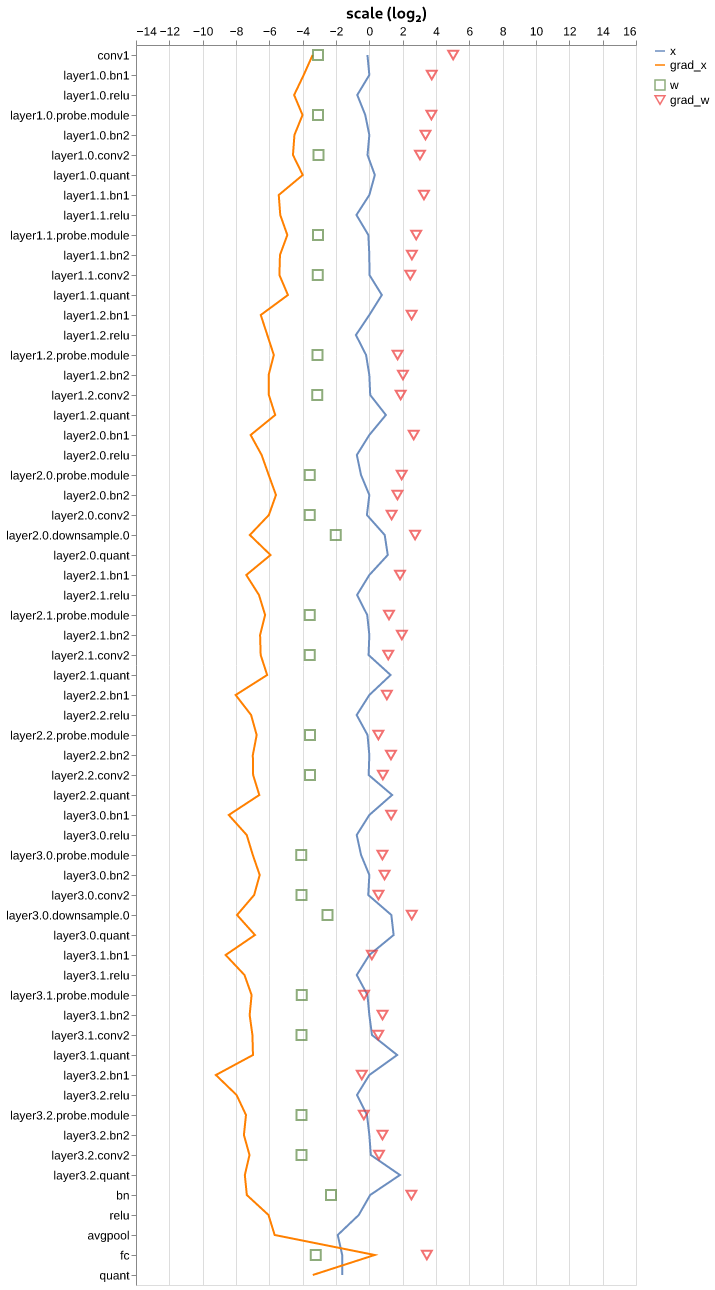 scale (log₂)
−14 −12 −10 −8 −6 −4 −2 0 2 4 6 8 10 12 14 16
x
grad_x
w
grad_w
conv1
layer1.0.bn1
layer1.0.relu
layer1.0.probe.module
layer1.0.bn2
layer1.0.conv2
layer1.0.quant
layer1.1.bn1
layer1.1.relu
layer1.1.probe.module
layer1.1.bn2
layer1.1.conv2
layer1.1.quant
layer1.2.bn1
layer1.2.relu
layer1.2.probe.module
layer1.2.bn2
layer1.2.conv2
layer1.2.quant
layer2.0.bn1
layer2.0.relu
layer2.0.probe.module
layer2.0.bn2
layer2.0.conv2
layer2.0.downsample.0
layer2.0.quant
layer2.1.bn1
layer2.1.relu
layer2.1.probe.module
layer2.1.bn2
layer2.1.conv2
layer2.1.quant
layer2.2.bn1
layer2.2.relu
layer2.2.probe.module
layer2.2.bn2
layer2.2.conv2
layer2.2.quant
layer3.0.bn1
layer3.0.relu
layer3.0.probe.module
layer3.0.bn2
layer3.0.conv2
layer3.0.downsample.0
layer3.0.quant
layer3.1.bn1
layer3.1.relu
layer3.1.probe.module
layer3.1.bn2
layer3.1.conv2
layer3.1.quant
layer3.2.bn1
layer3.2.relu
layer3.2.probe.module
layer3.2.bn2
layer3.2.conv2
layer3.2.quant
bn
relu
avgpool
fc
quant